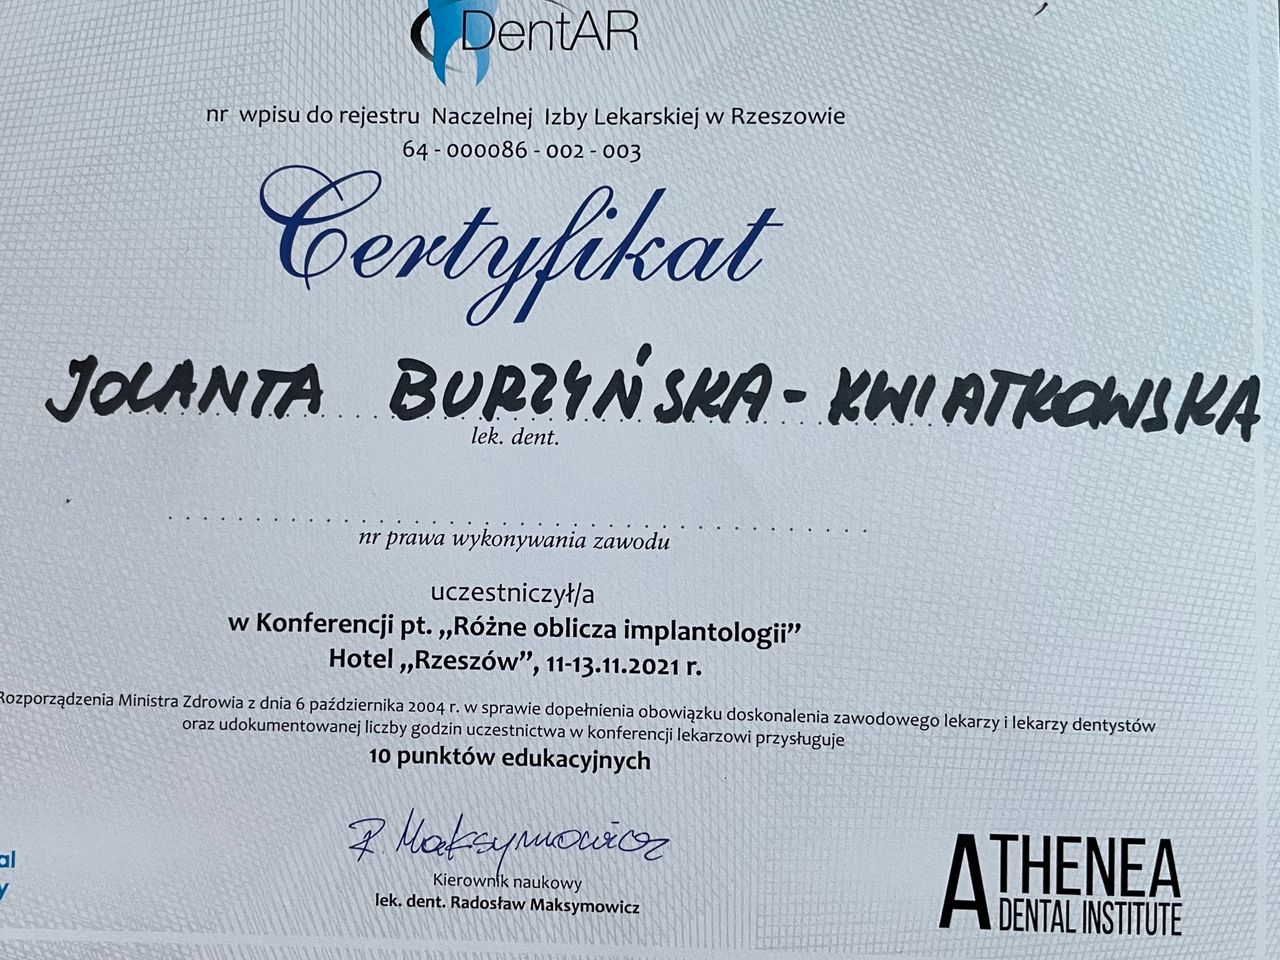 DentAR
nr wpisu do rejestru Naczelnej Izby Lekarskiej w Rzeszowie
64 - 000086 - 002 - 003
Certyfikat
JOLANTA BURZYŃSKA - KWIATKOWSKA
lek. dent.
nr prawa wykonywania zawodu
uczestniczył/a
w Konferencji pt. „Różne oblicza implantologii”
Hotel „Rzeszów”, 11-13.11.2021 r.
Rozporządzenia Ministra Zdrowia z dnia 6 października 2004 r. w sprawie dopełnienia obowiązku doskonalenia zawodowego lekarzy i lekarzy dentystów
oraz udokumentowanej liczby godzin uczestnictwa w konferencji lekarzowi przysługuje
10 punktów edukacyjnych
R. Maksymowicz
Kierownik naukowy
lek. dent. Radosław Maksymowicz
ATHENEA
DENTAL INSTITUTE